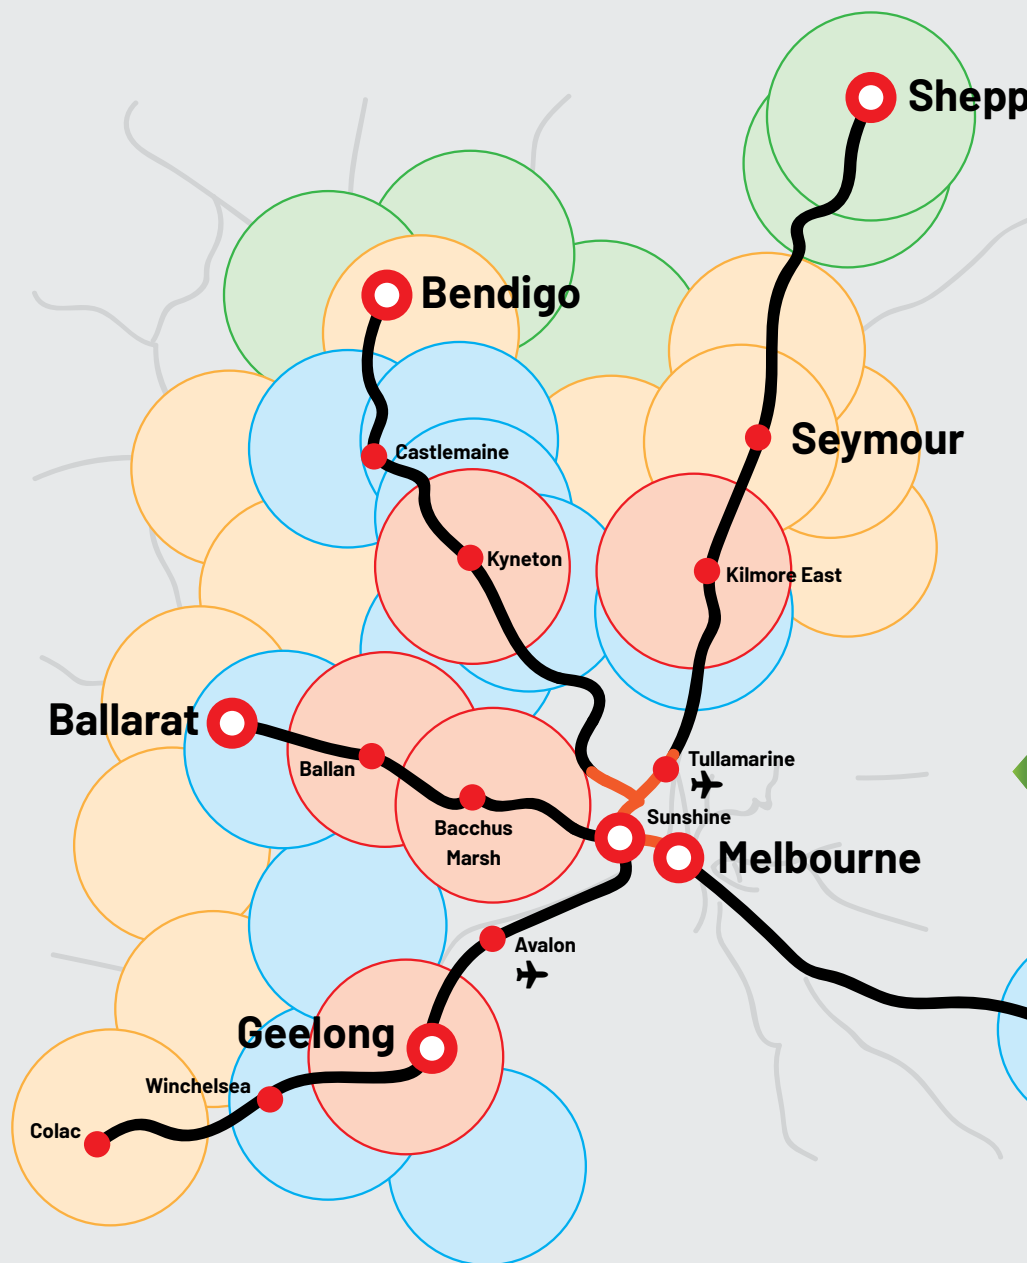 Shepp
Bendigo
Seymour
Castlemaine
Kyneton
Kilmore East
Ballarat
Ballan
Tullamarine
Sunshine
Bacchus
Marsh
Melbourne
Avalon
Geelong
Winchelsea
Colac